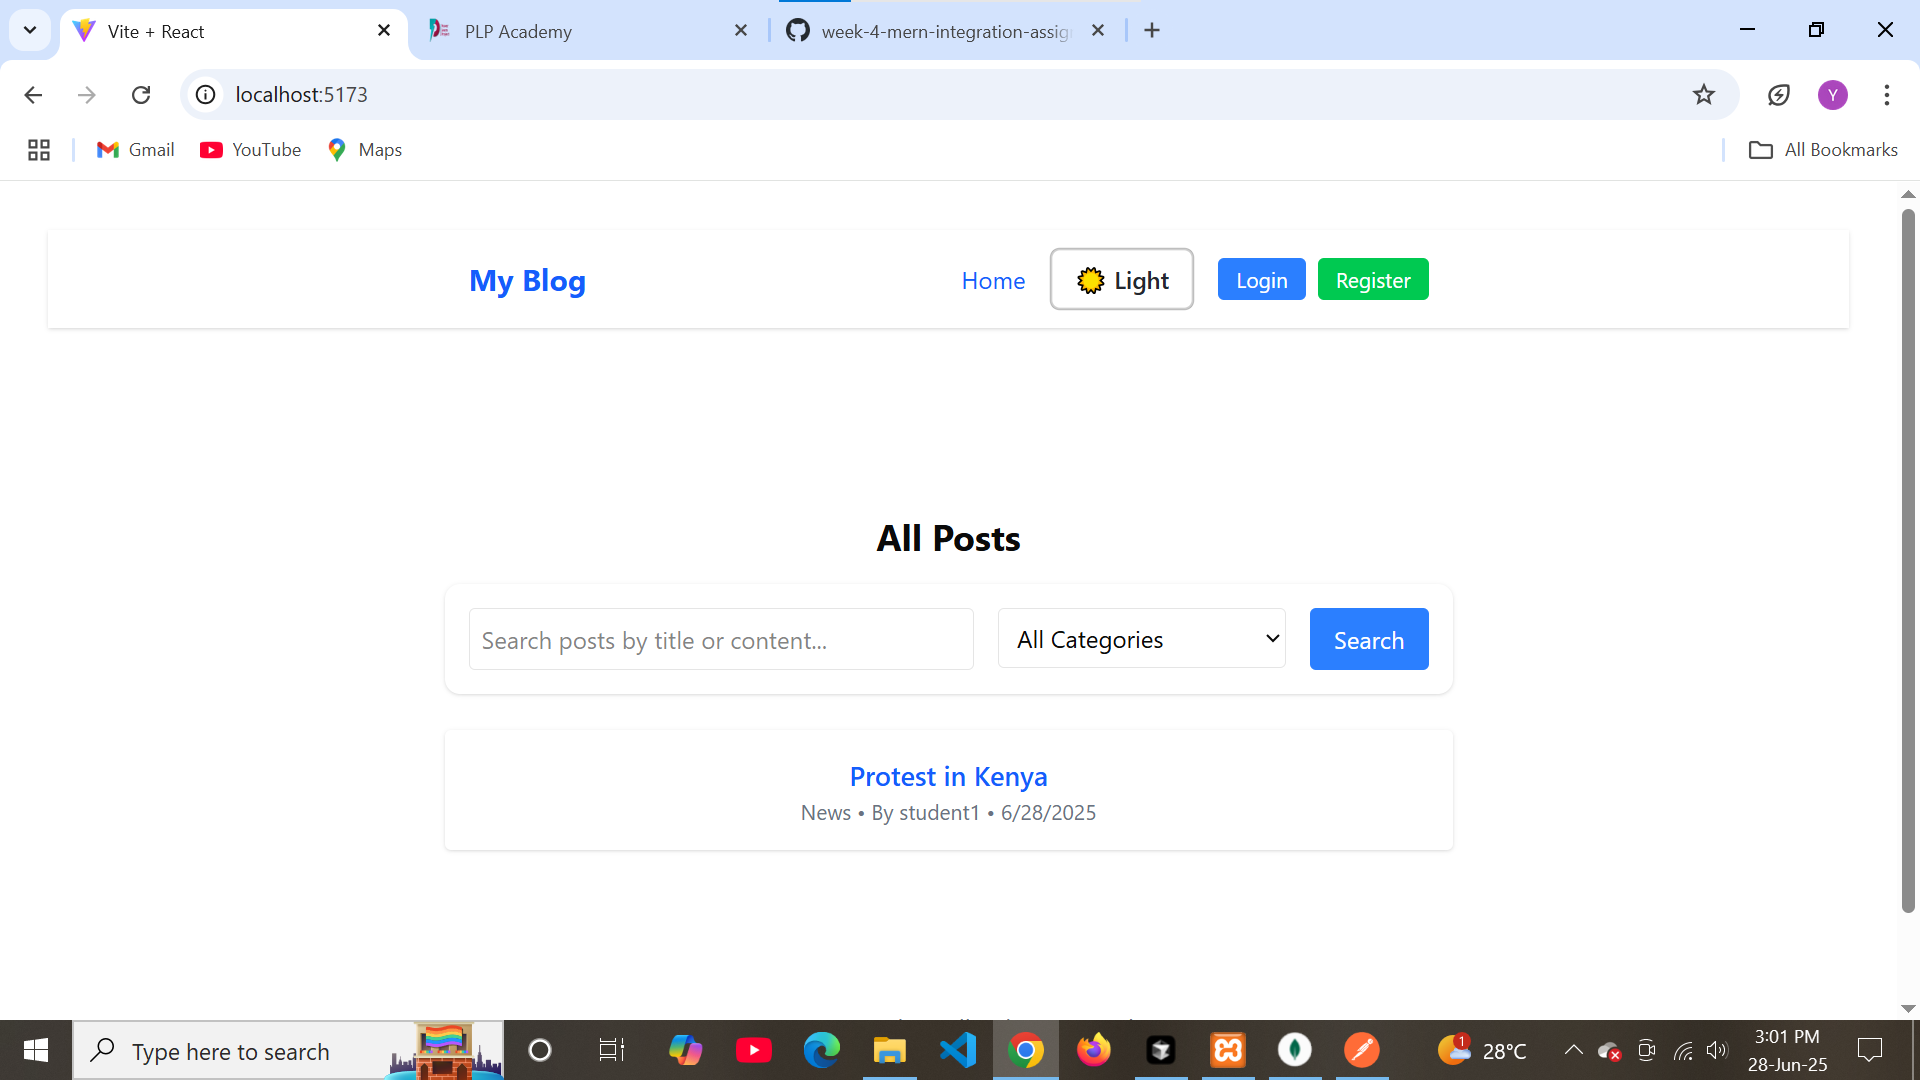 Vite + React
PLP Academy
week-4-mern-integration-assig
localhost:5173
Y
Gmail
YouTube
Maps
All Bookmarks
My Blog
Home
Light
Login
Register
All Posts
Search posts by title or content...
All Categories
Search
Protest in Kenya
News • By student1 • 6/28/2025
Type here to search
1
28°C
3:01 PM
28-Jun-25